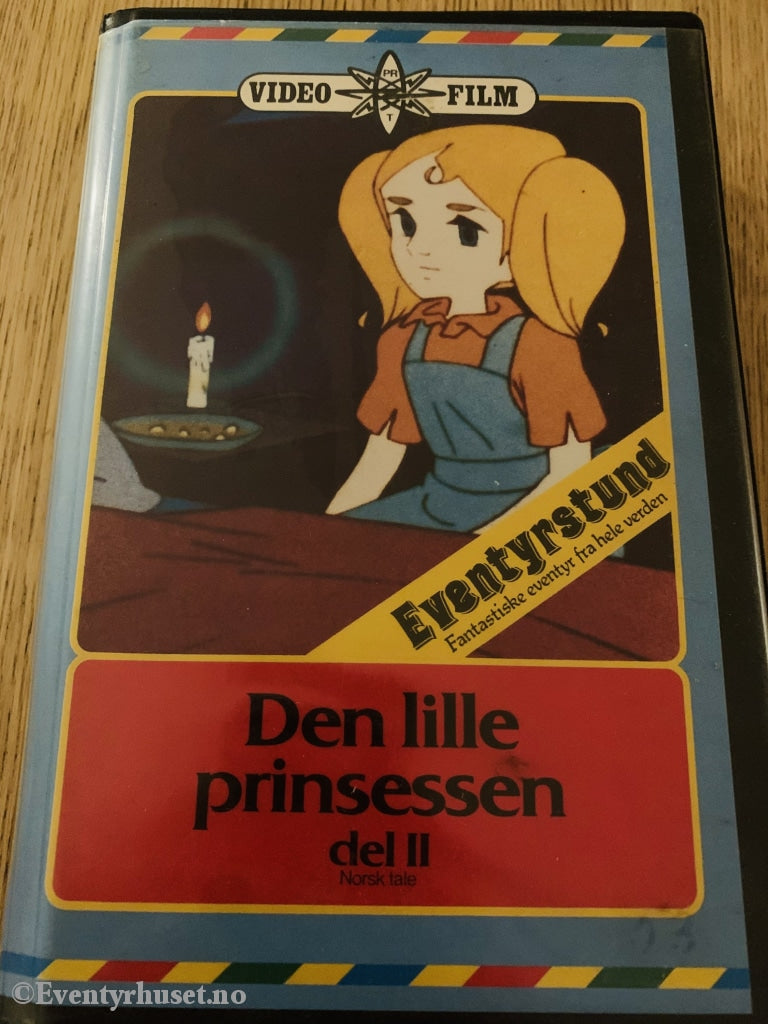 VIDEO FILM
PR
T
Eventyrstund
Fantastiske eventyr fra hele verden
Den lille
prinsessen
del II
Norsk tale
©Eventyrhuset.no